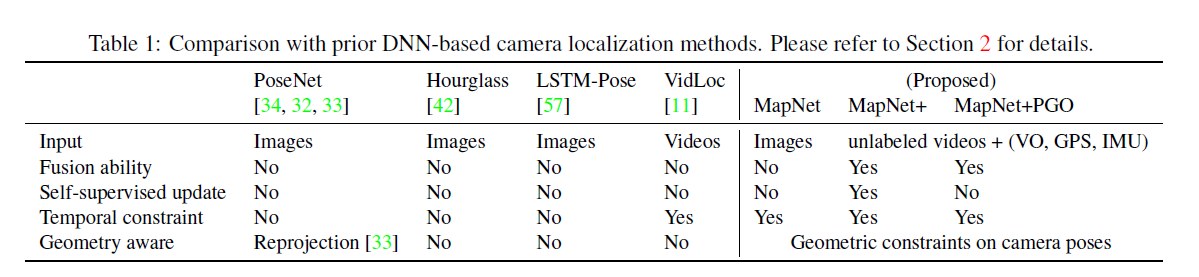 Table 1: Comparison with prior DNN-based camera localization methods. Please refer to Section 2 for details.
PoseNet Hourglass LSTM-Pose VidLoc (Proposed)
[34, 32, 33] [42] [57] [11] MapNet MapNet+ MapNet+PGO
Input Images Images Images Videos Images unlabeled videos + (VO, GPS, IMU)
Fusion ability No No No No No Yes Yes
Self-supervised update No No No No No Yes No
Temporal constraint No No No Yes Yes Yes Yes
Geometry aware Reprojection [33] No No No Geometric constraints on camera poses